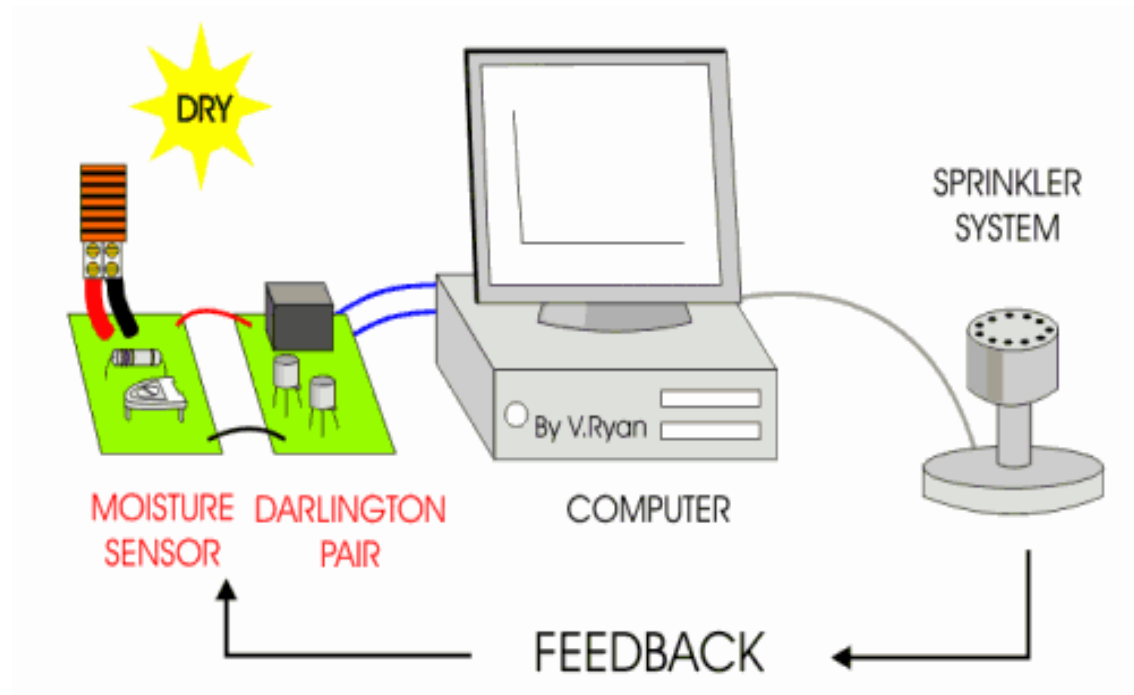 DRY
SPRINKLER
SYSTEM
By V.Ryan
MOISTURE
SENSOR
DARLINGTON
PAIR
COMPUTER
FEEDBACK